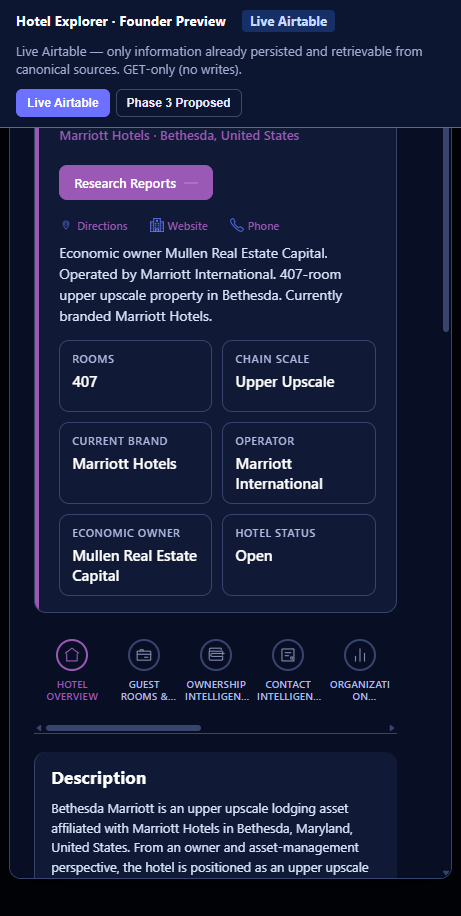 Hotel Explorer · Founder Preview
Live Airtable
Live Airtable — only information already persisted and retrievable from
canonical sources. GET-only (no writes).
Live Airtable
Phase 3 Proposed
Marriott Hotels · Bethesda, United States
Research Reports —
Directions
Website
Phone
Economic owner Mullen Real Estate Capital.
Operated by Marriott International. 407-room
upper upscale property in Bethesda. Currently
branded Marriott Hotels.
ROOMS
407
CHAIN SCALE
Upper Upscale
CURRENT BRAND
Marriott Hotels
OPERATOR
Marriott
International
ECONOMIC OWNER
Mullen Real Estate
Capital
HOTEL STATUS
Open
HOTEL
OVERVIEW
GUEST
ROOMS &...
OWNERSHIP
INTELLIGEN...
CONTACT
INTELLIGEN...
ORGANIZATI
ON...
Description
Bethesda Marriott is an upper upscale lodging asset
affiliated with Marriott Hotels in Bethesda, Maryland,
United States. From an owner and asset-management
perspective, the hotel is positioned as an upper upscale